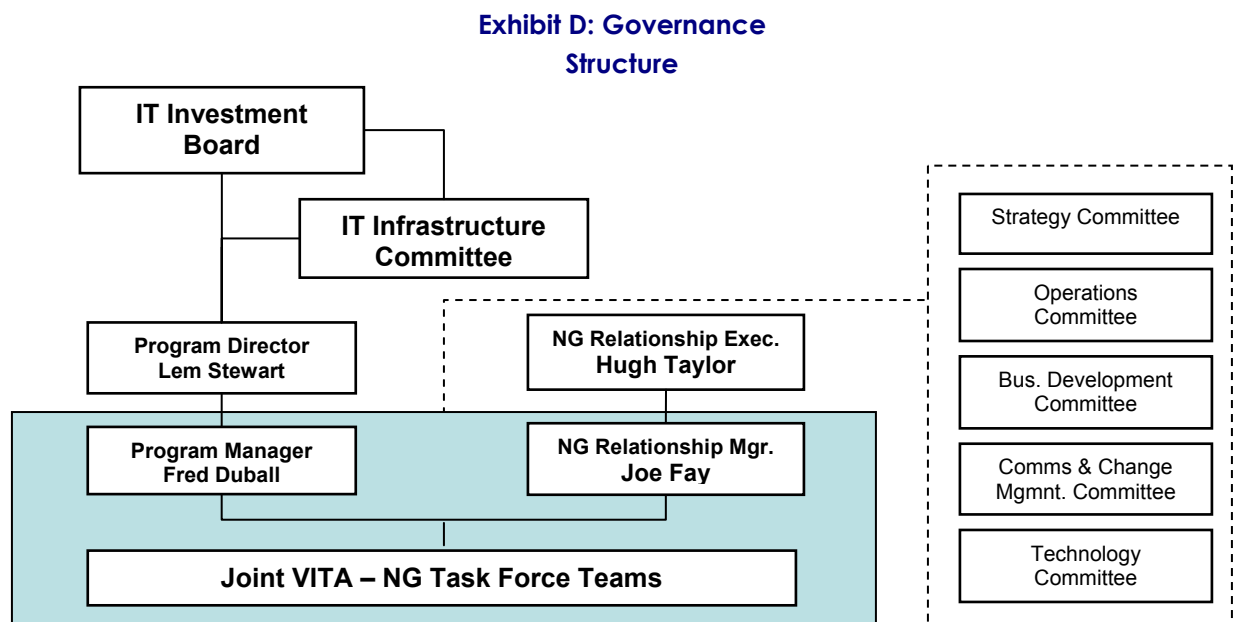 Exhibit D: Governance
Structure
IT Investment
Board
IT Infrastructure
Committee
Program Director
Lem Stewart
NG Relationship Exec.
Hugh Taylor
Program Manager
Fred Duball
NG Relationship Mgr.
Joe Fay
Joint VITA – NG Task Force Teams
Strategy Committee
Operations
Committee
Bus. Development
Committee
Comms & Change
Mgmnt. Committee
Technology
Committee